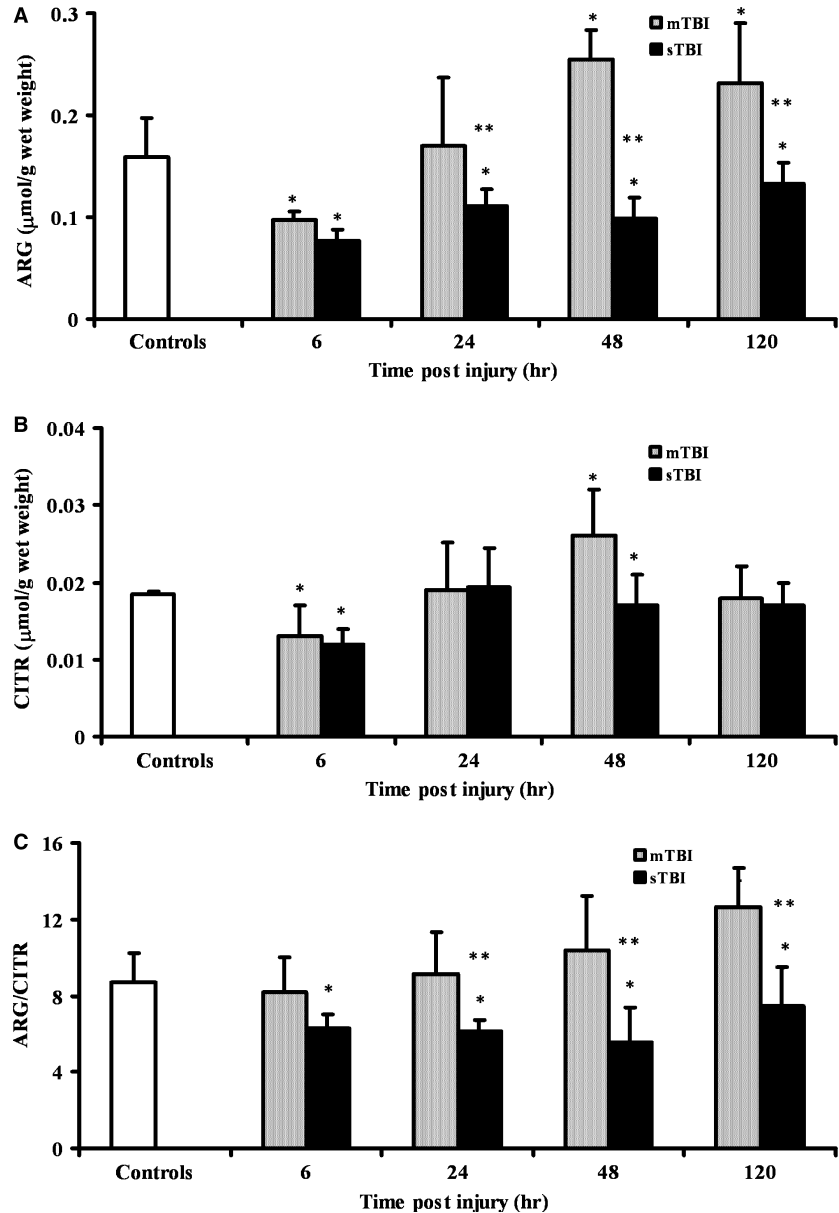 A
ARG (μmol/g wet weight)
0.3
0.2
0.1
0
* * ** * * ** * * ** *
mTBI
sTBI
Controls 6 24 48 120
Time post injury (hr)
B
CITR (μmol/g wet weight)
0.04
0.03
0.02
0.01
0
* * * *
mTBI
sTBI
Controls 6 24 48 120
Time post injury (hr)
C
ARG/CITR
16
12
8
4
0
* ** * ** * ** *
mTBI
sTBI
Controls 6 24 48 120
Time post injury (hr)